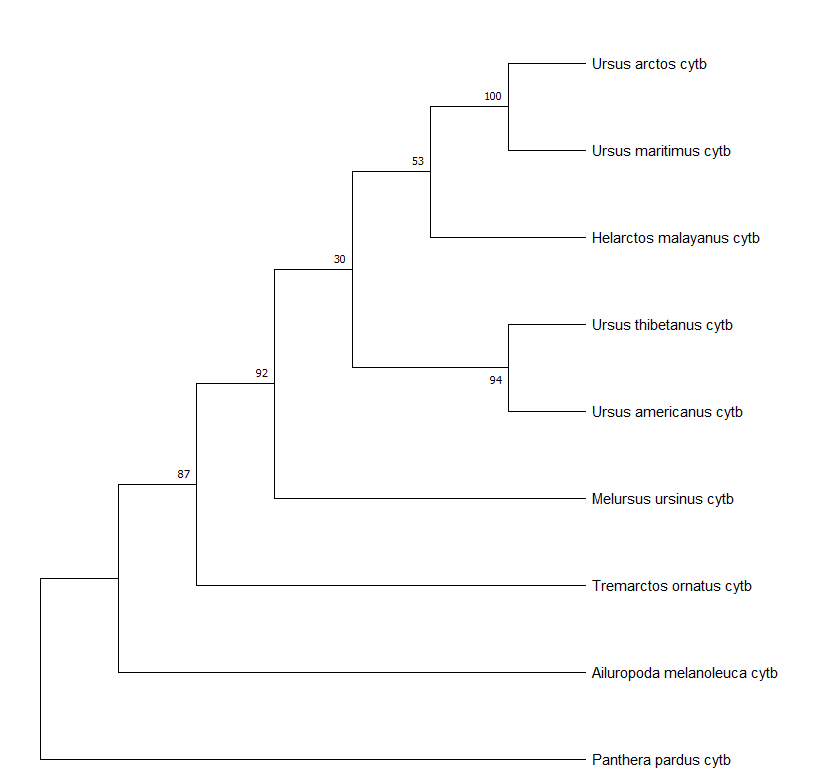 Ursus arctos cytb
100
Ursus maritimus cytb
53
Helarctos malayanus cytb
30
Ursus thibetanus cytb
92
94
Ursus americanus cytb
87
Melursus ursinus cytb
Tremarctos ornatus cytb
Ailuropoda melanoleuca cytb
Panthera pardus cytb